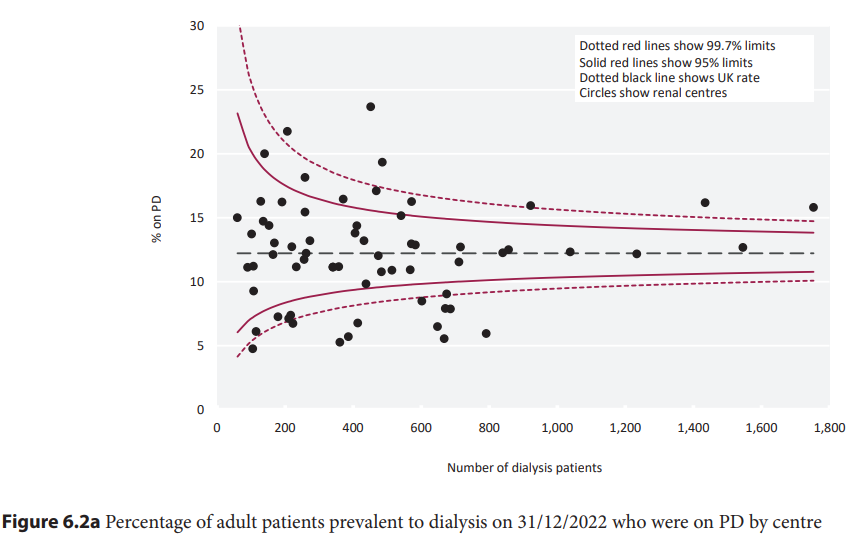 30
25
20
15
10
5
0
% on PD
Dotted red lines show 99.7% limits
Solid red lines show 95% limits
Dotted black line shows UK rate
Circles show renal centres
0 200 400 600 800 1,000 1,200 1,400 1,600 1,800
Number of dialysis patients
Figure 6.2a Percentage of adult patients prevalent to dialysis on 31/12/2022 who were on PD by centre